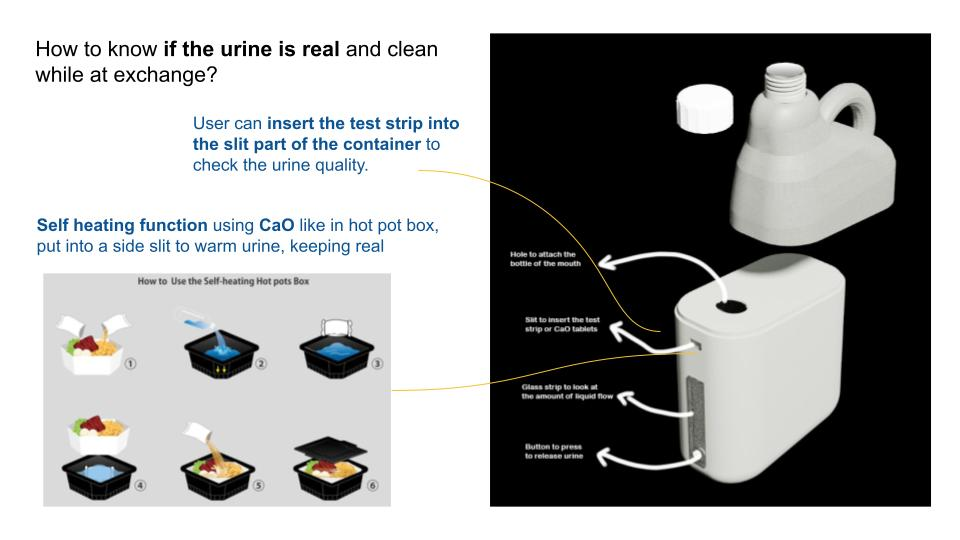 How to know if the urine is real and clean
while at exchange?
User can insert the test strip into
the slit part of the container to
check the urine quality.
Self heating function using CaO like in hot pot box,
put into a side slit to warm urine, keeping real
How to Use the Self-heating Hot pots Box
1
2
3
4
5
6
Hole to attach the
bottle of the mouth
Slit to insert the test
strip or CaO tablets
Glass strip to look at
the amount of liquid flow
Button to press
to release urine